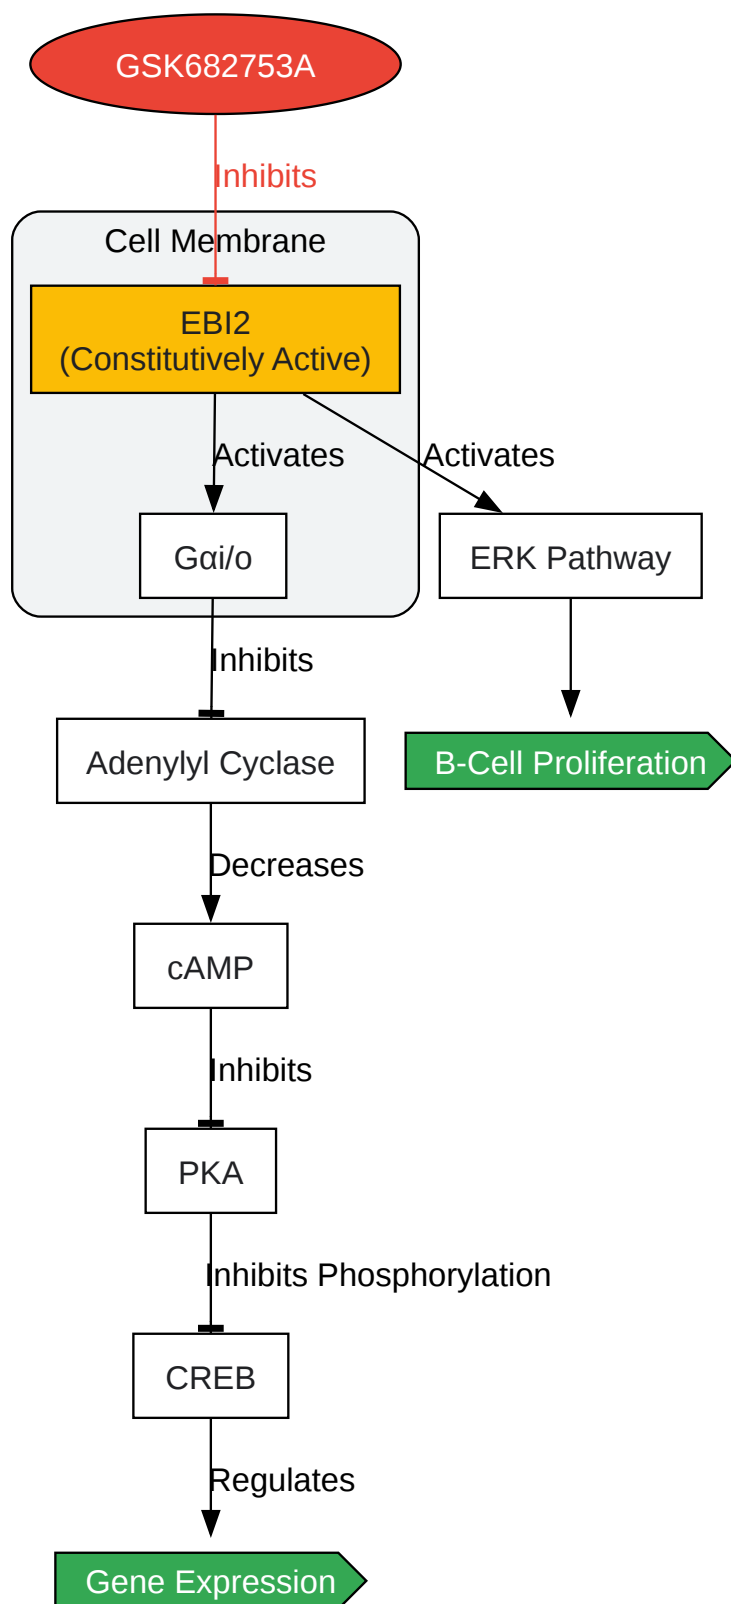 GSK682753A
Inhibits
Cell Membrane
EBI2
(Constitutively Active)
Activates
Activates
Gαi/o
ERK Pathway
Inhibits
Adenylyl Cyclase
B-Cell Proliferation
Decreases
cAMP
Inhibits
PKA
Inhibits Phosphorylation
CREB
Regulates
Gene Expression